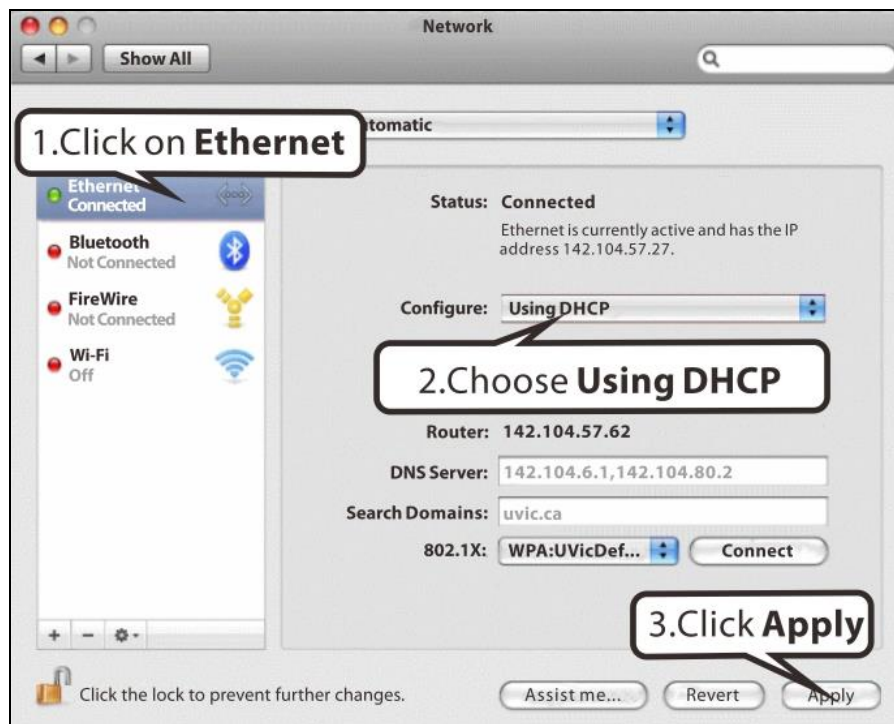 Network
Show All
1.Click on Ethernet
tomatic
Ethernet
Connected
Bluetooth
Not Connected
FireWire
Not Connected
Wi-Fi
Off
Status: Connected
Ethernet is currently active and has the IP
address 142.104.57.27.
Configure: Using DHCP
2.Choose Using DHCP
Router: 142.104.57.62
DNS Server: 142.104.6.1,142.104.80.2
Search Domains: uvic.ca
802.1X: WPA:UVicDef... Connect
3.Click Apply
Click the lock to prevent further changes.
Assist me... Revert Apply